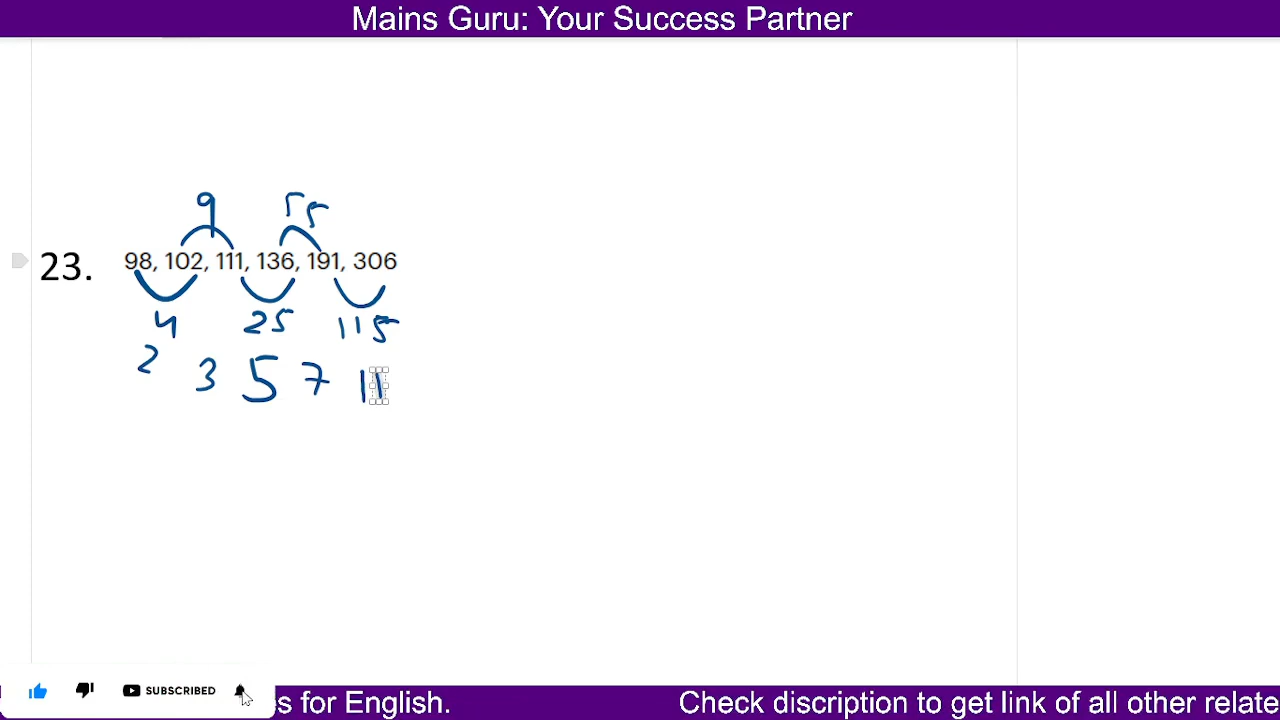 Mains Guru: Your Success Partner
9 55
23. 98, 102, 111, 136, 191, 306
4 25 115
2 3 5 7 11
SUBSCRIBED
s for English. Check discription to get link of all other relate